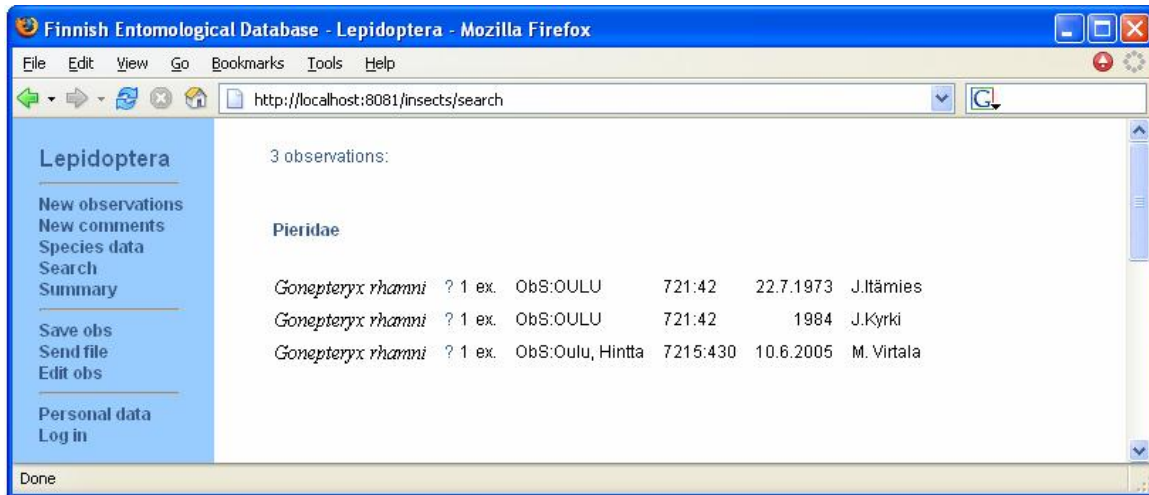 Finnish Entomological Database - Lepidoptera - Mozilla Firefox
File Edit View Go Bookmarks Tools Help
http://localhost:8081/insects/search
G
Lepidoptera
New observations
New comments
Species data
Search
Summary
Save obs
Send file
Edit obs
Personal data
Log in
3 observations:
Pieridae
Gonepteryx rhamni ? 1 ex. ObS:OULU 721:42 22.7.1973 J.Itämies
Gonepteryx rhamni ? 1 ex. ObS:OULU 721:42 1984 J.Kyrki
Gonepteryx rhamni ? 1 ex. ObS:Oulu, Hintta 7215:430 10.6.2005 M. Virtala
Done